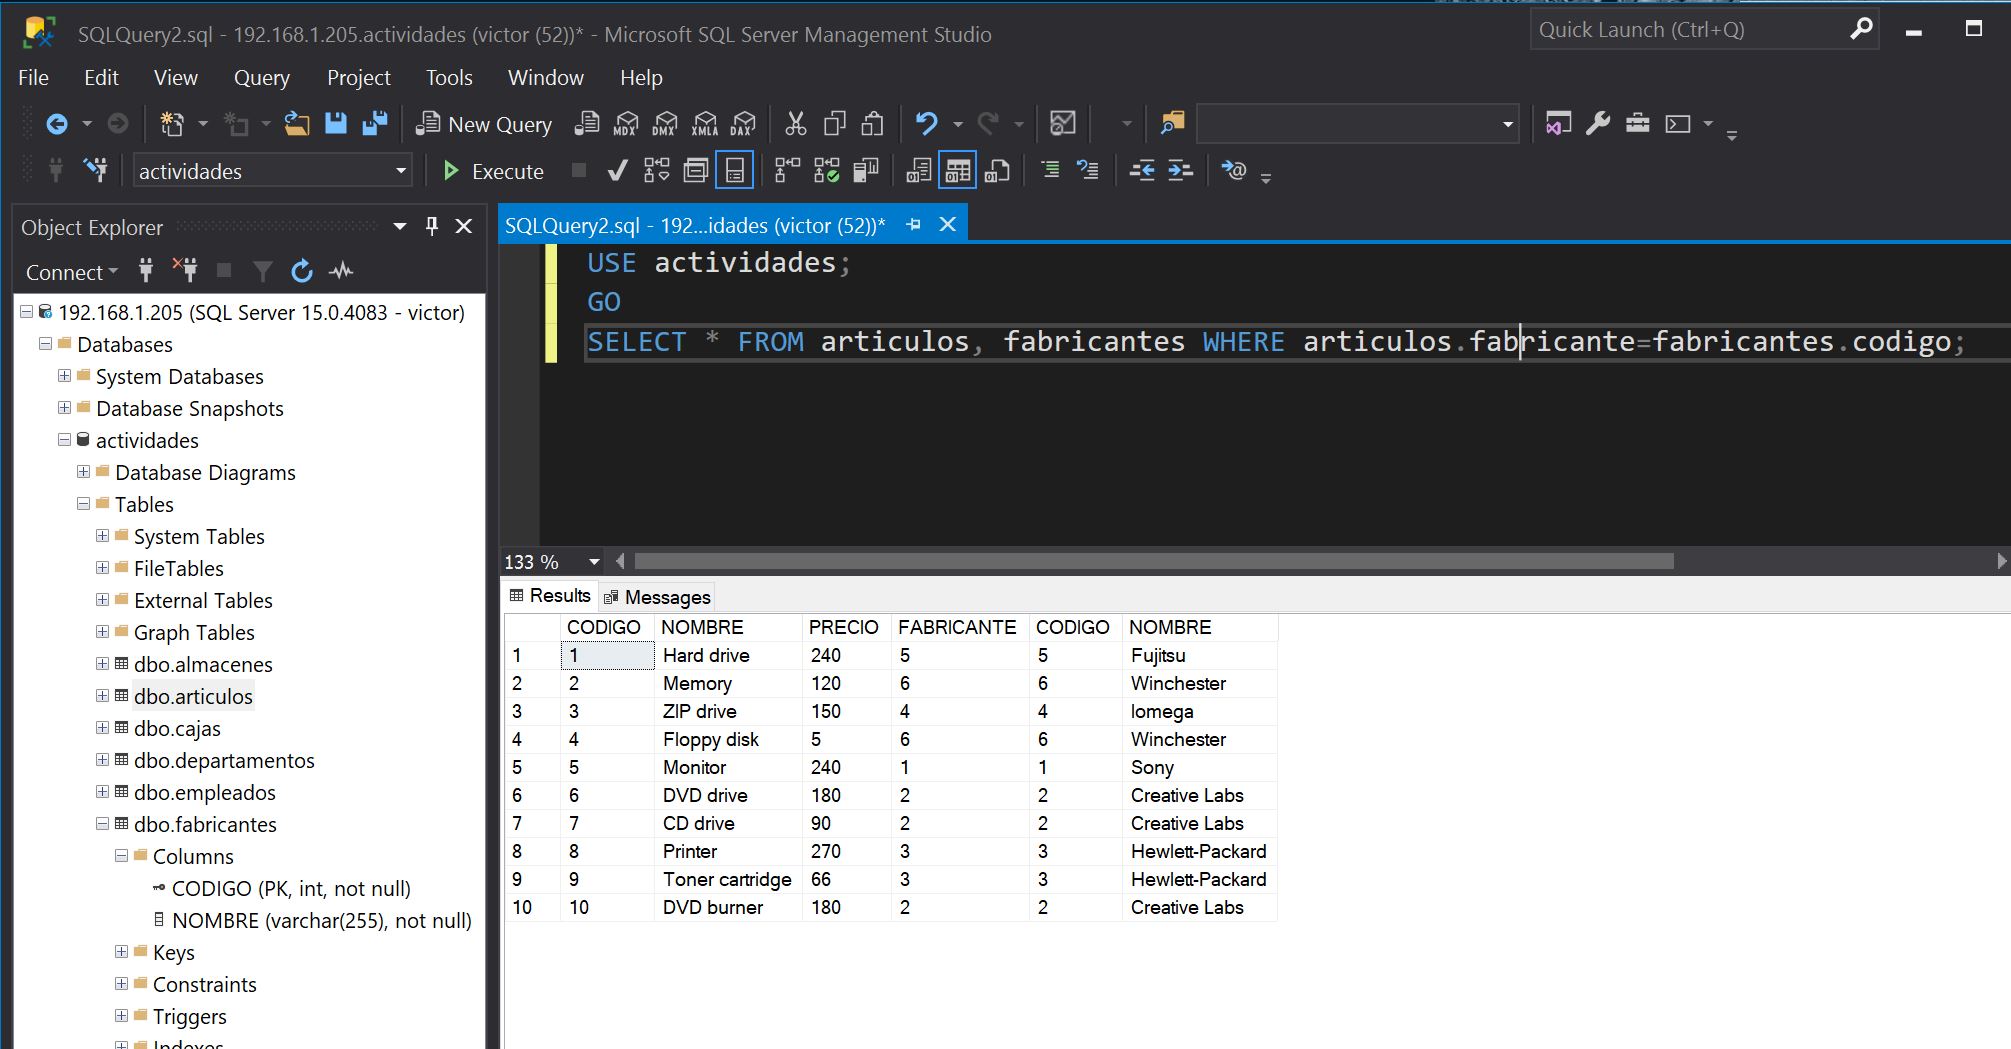 SQLQuery2.sql - 192.168.1.205.actividades (victor (52))* - Microsoft SQL Server Management Studio
Quick Launch (Ctrl+Q)
File Edit View Query Project Tools Window Help
New Query MDX DMX XMLA DAX
actividades Execute
Object Explorer
Connect
192.168.1.205 (SQL Server 15.0.4083 - victor)
Databases
System Databases
Database Snapshots
actividades
Database Diagrams
Tables
System Tables
FileTables
External Tables
Graph Tables
dbo.almacenes
dbo.articulos
dbo.cajas
dbo.departamentos
dbo.empleados
dbo.fabricantes
Columns
CODIGO (PK, int, not null)
NOMBRE (varchar(255), not null)
Keys
Constraints
Triggers
Indexes
SQLQuery2.sql - 192...idades (victor (52))*
USE actividades;
GO
SELECT * FROM articulos, fabricantes WHERE articulos.fabricante=fabricantes.codigo;
133 %
Results Messages
CODIGO NOMBRE PRECIO FABRICANTE CODIGO NOMBRE
1 1 Hard drive 240 5 5 Fujitsu
2 2 Memory 120 6 6 Winchester
3 3 ZIP drive 150 4 4 Iomega
4 4 Floppy disk 5 6 6 Winchester
5 5 Monitor 240 1 1 Sony
6 6 DVD drive 180 2 2 Creative Labs
7 7 CD drive 90 2 2 Creative Labs
8 8 Printer 270 3 3 Hewlett-Packard
9 9 Toner cartridge 66 3 3 Hewlett-Packard
10 10 DVD burner 180 2 2 Creative Labs